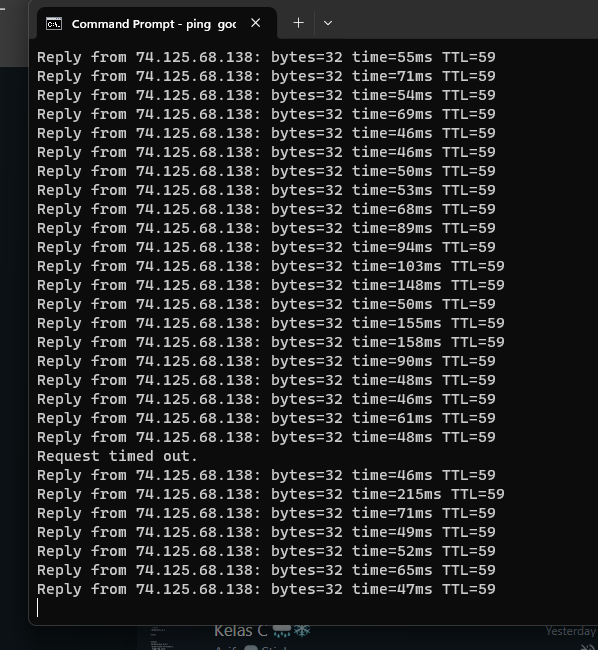 Command Prompt - ping goo
Reply from 74.125.68.138: bytes=32 time=55ms TTL=59
Reply from 74.125.68.138: bytes=32 time=71ms TTL=59
Reply from 74.125.68.138: bytes=32 time=54ms TTL=59
Reply from 74.125.68.138: bytes=32 time=69ms TTL=59
Reply from 74.125.68.138: bytes=32 time=46ms TTL=59
Reply from 74.125.68.138: bytes=32 time=46ms TTL=59
Reply from 74.125.68.138: bytes=32 time=50ms TTL=59
Reply from 74.125.68.138: bytes=32 time=53ms TTL=59
Reply from 74.125.68.138: bytes=32 time=68ms TTL=59
Reply from 74.125.68.138: bytes=32 time=89ms TTL=59
Reply from 74.125.68.138: bytes=32 time=94ms TTL=59
Reply from 74.125.68.138: bytes=32 time=103ms TTL=59
Reply from 74.125.68.138: bytes=32 time=148ms TTL=59
Reply from 74.125.68.138: bytes=32 time=50ms TTL=59
Reply from 74.125.68.138: bytes=32 time=155ms TTL=59
Reply from 74.125.68.138: bytes=32 time=158ms TTL=59
Reply from 74.125.68.138: bytes=32 time=90ms TTL=59
Reply from 74.125.68.138: bytes=32 time=48ms TTL=59
Reply from 74.125.68.138: bytes=32 time=46ms TTL=59
Reply from 74.125.68.138: bytes=32 time=61ms TTL=59
Reply from 74.125.68.138: bytes=32 time=48ms TTL=59
Request timed out.
Reply from 74.125.68.138: bytes=32 time=46ms TTL=59
Reply from 74.125.68.138: bytes=32 time=215ms TTL=59
Reply from 74.125.68.138: bytes=32 time=71ms TTL=59
Reply from 74.125.68.138: bytes=32 time=49ms TTL=59
Reply from 74.125.68.138: bytes=32 time=52ms TTL=59
Reply from 74.125.68.138: bytes=32 time=65ms TTL=59
Reply from 74.125.68.138: bytes=32 time=47ms TTL=59
Kelas C 🌧❄ Yesterday